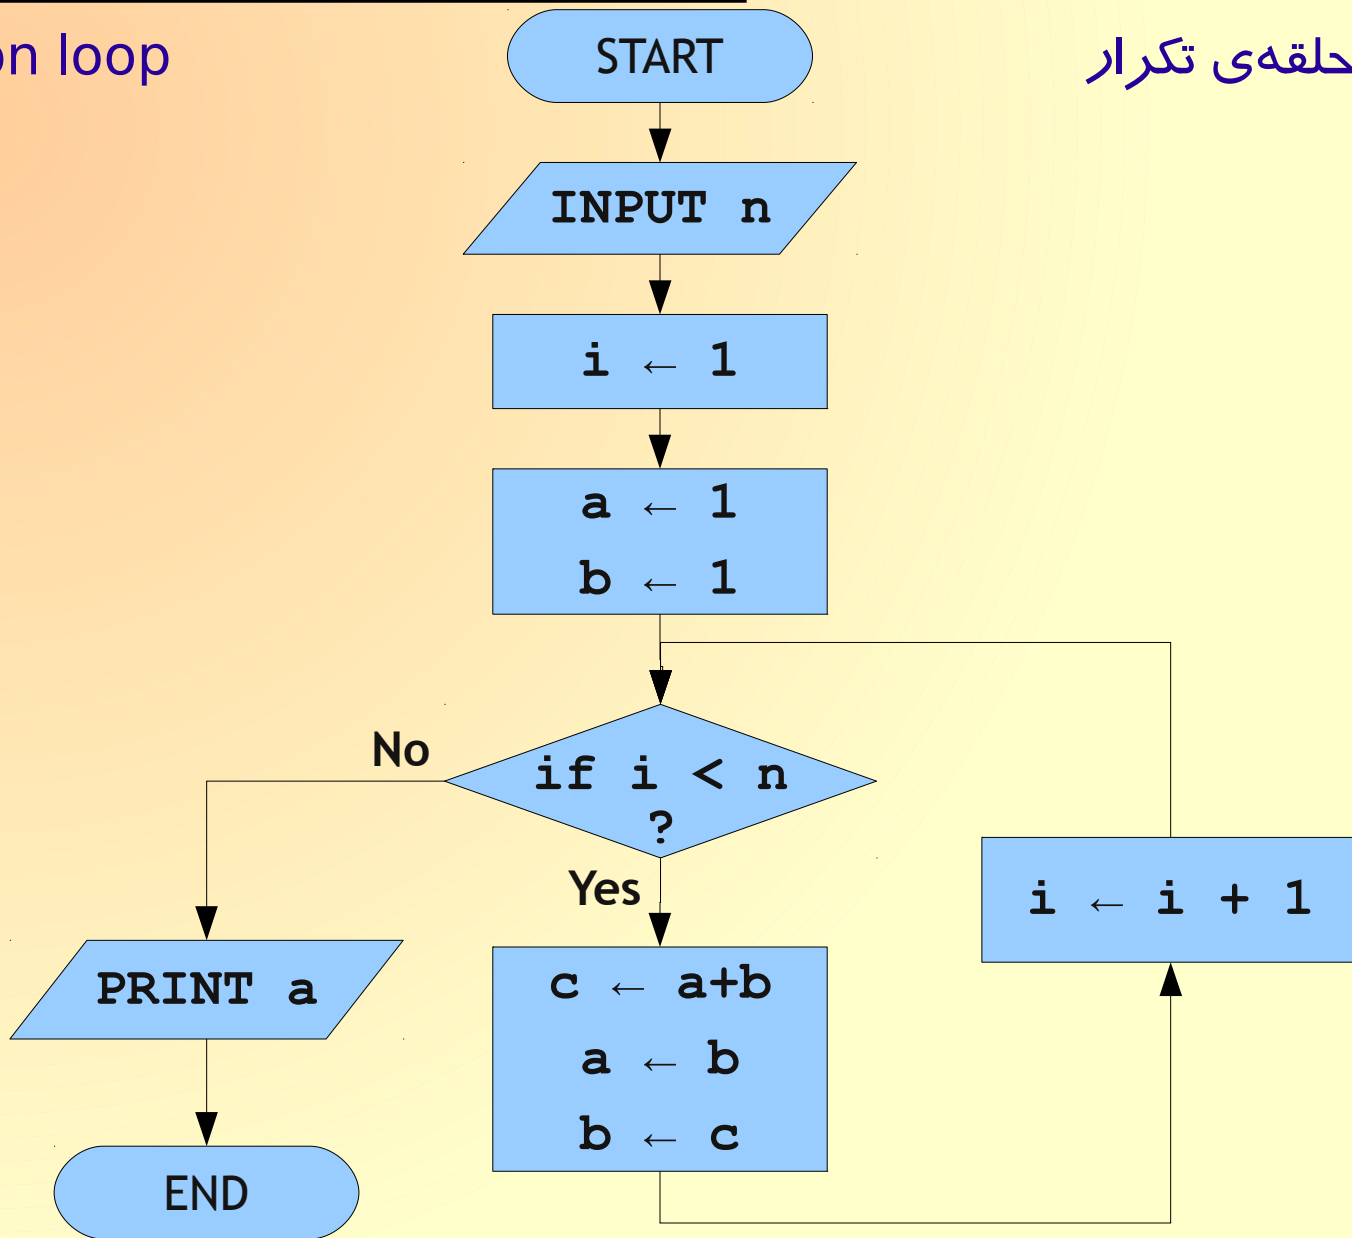 on loop
حلقه‌ی تکرار
START
INPUT n
i ← 1
a ← 1
b ← 1
No
if i < n
?
Yes
i ← i + 1
c ← a+b
a ← b
b ← c
PRINT a
END